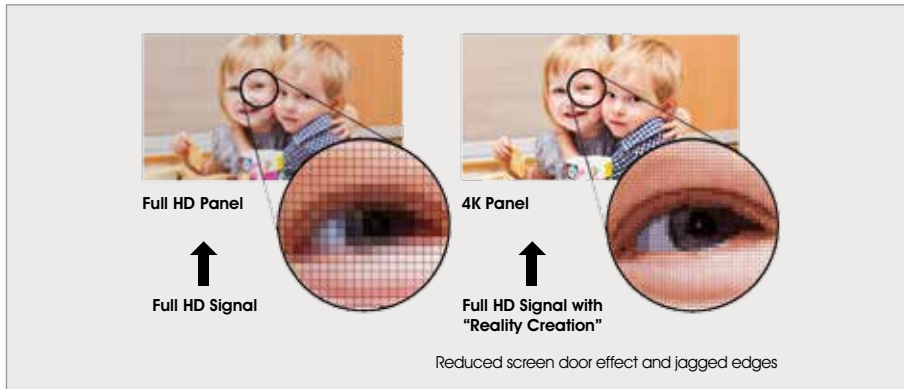 Full HD Panel
Full HD Signal
4K Panel
Full HD Signal with
“Reality Creation”
Reduced screen door effect and jagged edges